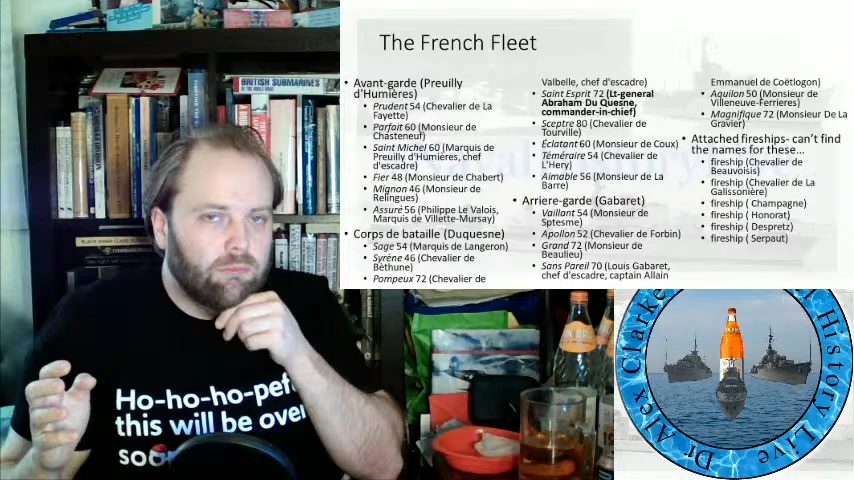 The French Fleet
• Avant-garde (Preuilly
d'Humières)
• Prudent 54 (Chevalier de La
Fayette)
• Parfait 60 (Monsieur de
Chasteneuf)
• Saint Michel 60 (Marquis de
Preuilly d'Humières, chef
d'escadre)
• Fier 48 (Monsieur de Chabert)
• Mignon 46 (Monsieur de
Relingues)
• Assuré 56 (Philippe Le Valois,
Marquis de Villette-Mursay)
• Corps de bataille (Duquesne)
• Sage 54 (Marquis de Langeron)
• Syrène 46 (Chevalier de
Béthune)
• Pompeux 72 (Chevalier de
Valbelle, chef d'escadre)
• Saint Esprit 72 (Lt-general
Abraham Du Quesne,
commander-in-chief)
• Sceptre 80 (Chevalier de
Tourville)
• Éclatant 60 (Monsieur de Coux)
• Téméraire 54 (Chevalier de
L'Hery)
• Aimable 56 (Monsieur de La
Barre)
• Arriere-garde (Gabaret)
• Vaillant 54 (Monsieur de
Sptesme)
• Apollon 52 (Chevalier de Forbin)
• Grand 72 (Monsieur de
Beaulieu)
• Sans Pareil 70 (Louis Gabaret,
chef d'escadre, captain Allain
Emmanuel de Coëtlogon)
• Aquilon 50 (Monsieur de
Villeneuve-Ferrieres)
• Magnifique 72 (Monsieur De La
Gravier)
• Attached fireships- can't find
the names for these...
• fireship (Chevalier de
Beauvoisis)
• fireship (Chevalier de La
Galissonière)
• fireship ( Champagne)
• fireship ( Honorat)
• fireship ( Despretz)
• fireship ( Serpaut)
BRITISH SUBMARINES
Ho-ho-ho-pef
this will be over
soon
Dr Alex Clarke
History Live